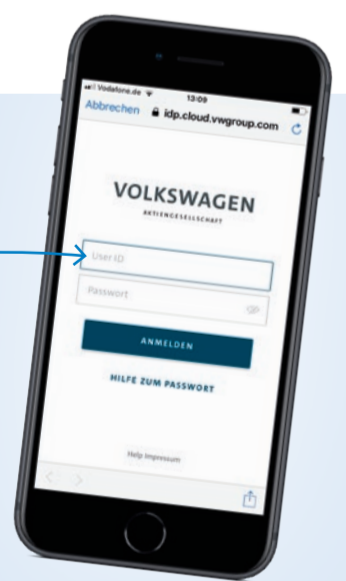 Vodafone.de 13:09
Abbrechen idp.cloud.vwgroup.com
VOLKSWAGEN
AKTIENGESELLSCHAFT
User ID
Passwort
ANMELDEN
HILFE ZUM PASSWORT
Help Impressum